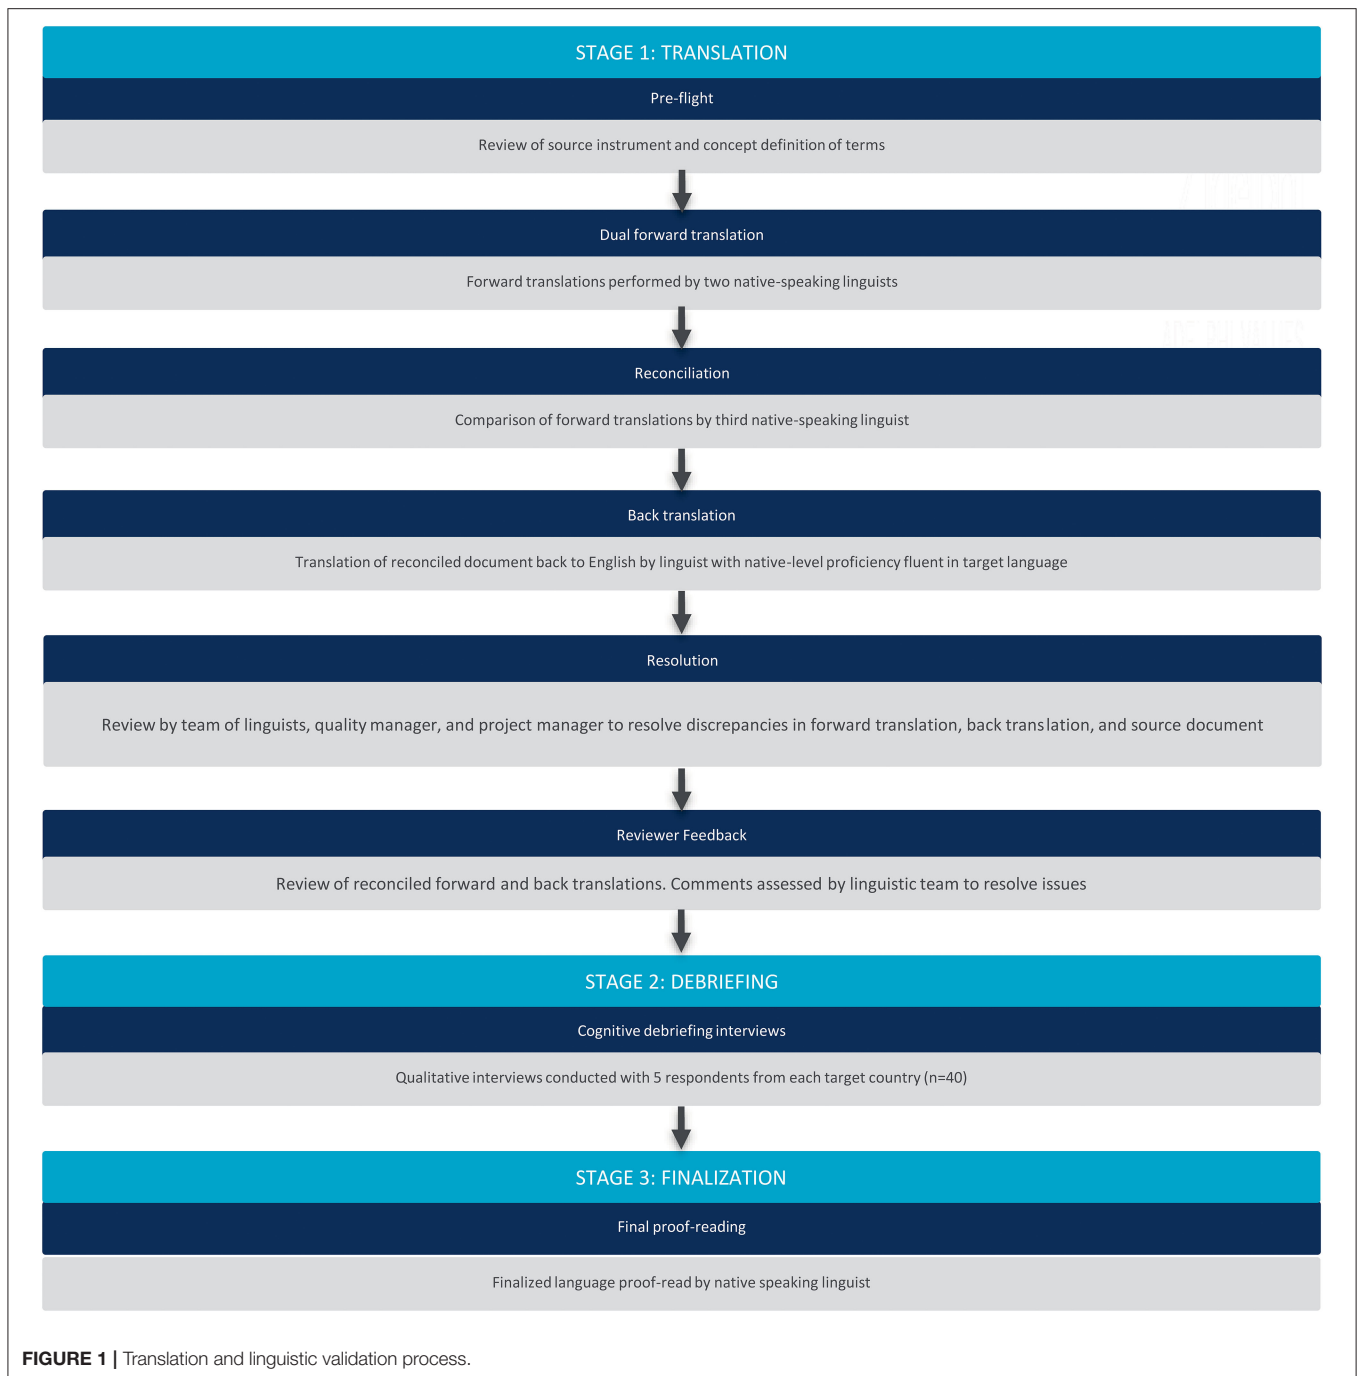 STAGE 1: TRANSLATION
Pre-flight
Review of source instrument and concept definition of terms
Dual forward translation
Forward translations performed by two native-speaking linguists
Reconciliation
Comparison of forward translations by third native-speaking linguist
Back translation
Translation of reconciled document back to English by linguist with native-level proficiency fluent in target language
Resolution
Review by team of linguists, quality manager, and project manager to resolve discrepancies in forward translation, back translation, and source document
Reviewer Feedback
Review of reconciled forward and back translations. Comments assessed by linguistic team to resolve issues
STAGE 2: DEBRIEFING
Cognitive debriefing interviews
Qualitative interviews conducted with 5 respondents from each target country (n=40)
STAGE 3: FINALIZATION
Final proof-reading
Finalized language proof-read by native speaking linguist
FIGURE 1 | Translation and linguistic validation process.